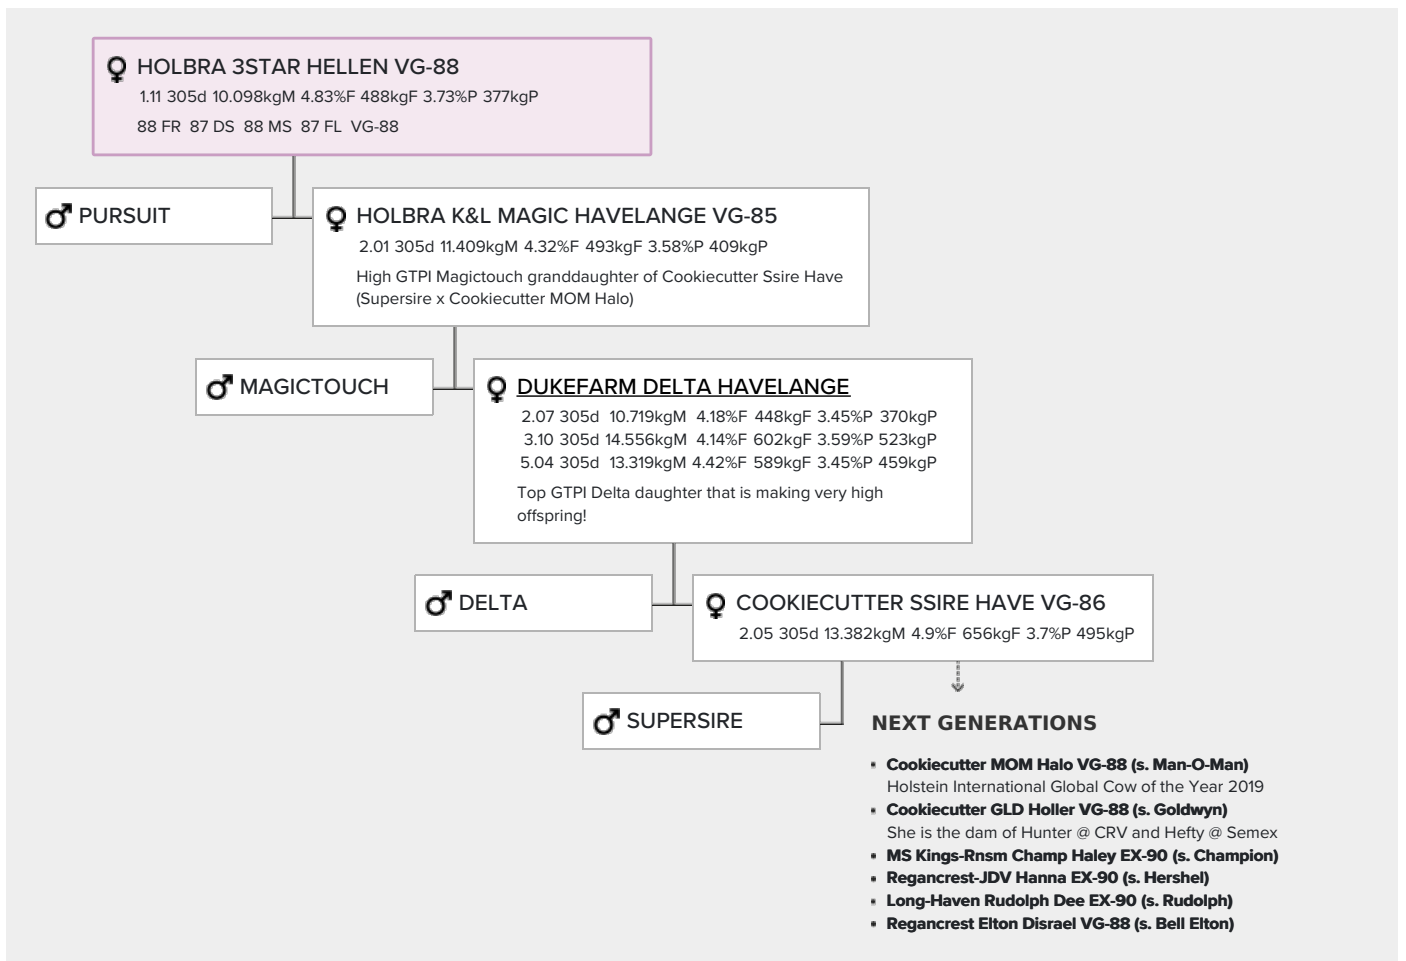 HOLBRA 3STAR HELLEN VG-88
1.11 305d 10.098kgM 4.83%F 488kgF 3.73%P 377kgP
88 FR 87 DS 88 MS 87 FL VG-88
PURSUIT
HOLBRA K&L MAGIC HAVELANGE VG-85
2.01 305d 11.409kgM 4.32%F 493kgF 3.58%P 409kgP
High GTPI Magictouch granddaughter of Cookiecutter Ssire Have
(Supersire x Cookiecutter MOM Halo)
MAGICTOUCH
DUKEFARM DELTA HAVELANGE
2.07 305d 10.719kgM 4.18%F 448kgF 3.45%P 370kgP
3.10 305d 14.556kgM 4.14%F 602kgF 3.59%P 523kgP
5.04 305d 13.319kgM 4.42%F 589kgF 3.45%P 459kgP
Top GTPI Delta daughter that is making very high
offspring!
DELTA
COOKIECUTTER SSIRE HAVE VG-86
2.05 305d 13.382kgM 4.9%F 656kgF 3.7%P 495kgP
SUPERSIRE
NEXT GENERATIONS
Cookiecutter MOM Halo VG-88 (s. Man-O-Man)
Holstein International Global Cow of the Year 2019
Cookiecutter GLD Holler VG-88 (s. Goldwyn)
She is the dam of Hunter @ CRV and Hefty @ Semex
MS Kings-Rnsm Champ Haley EX-90 (s. Champion)
Regancrest-JDV Hanna EX-90 (s. Hershel)
Long-Haven Rudolph Dee EX-90 (s. Rudolph)
Regancrest Elton Disrael VG-88 (s. Bell Elton)